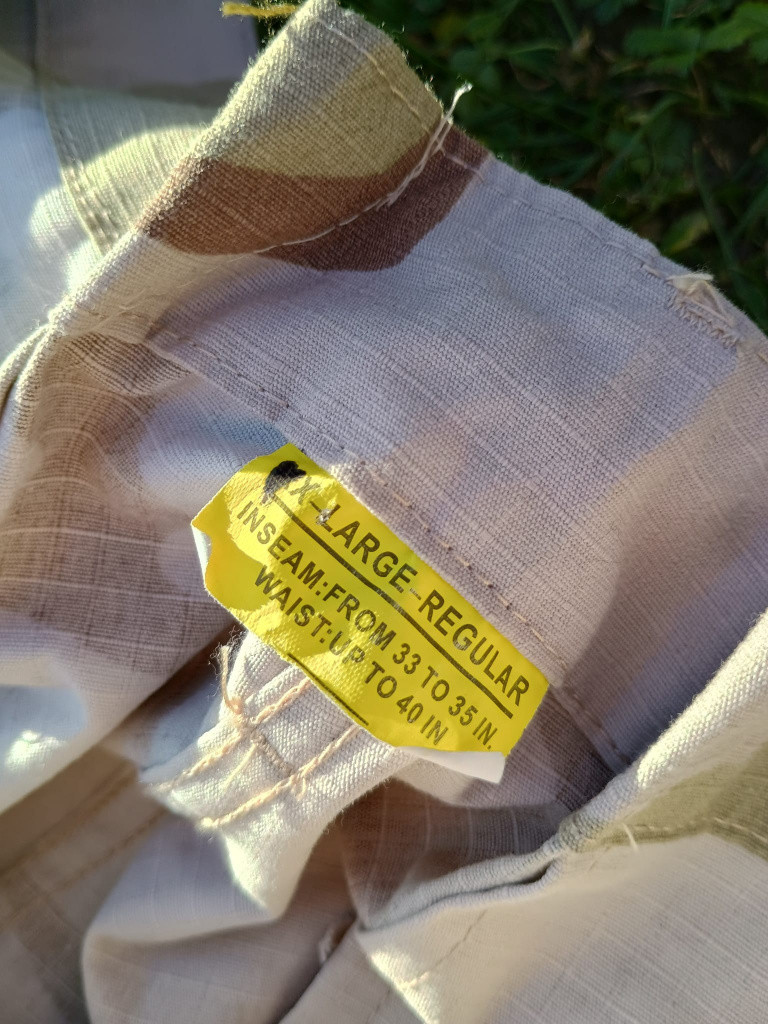 X-LARGE-REGULAR
INSEAM:FROM 33 TO 35 IN.
WAIST:UP TO 40 IN